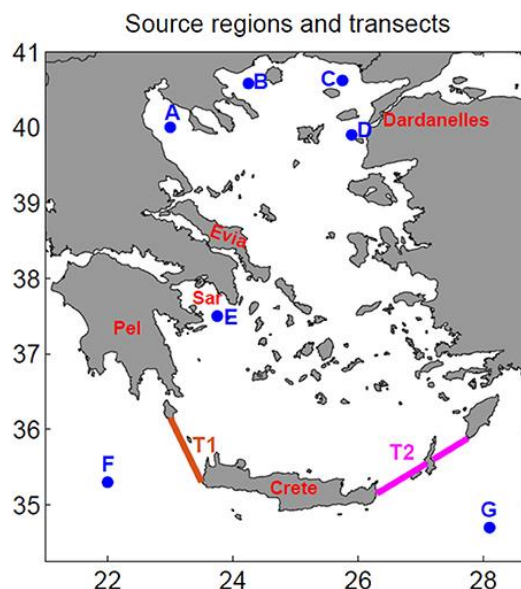 Source regions and transects
41
40
39
38
37
36
35
22
24
26
28
A
B
C
D
Dardanelles
Evia
Sar
E
Pel
F
T1
T2
Crete
G